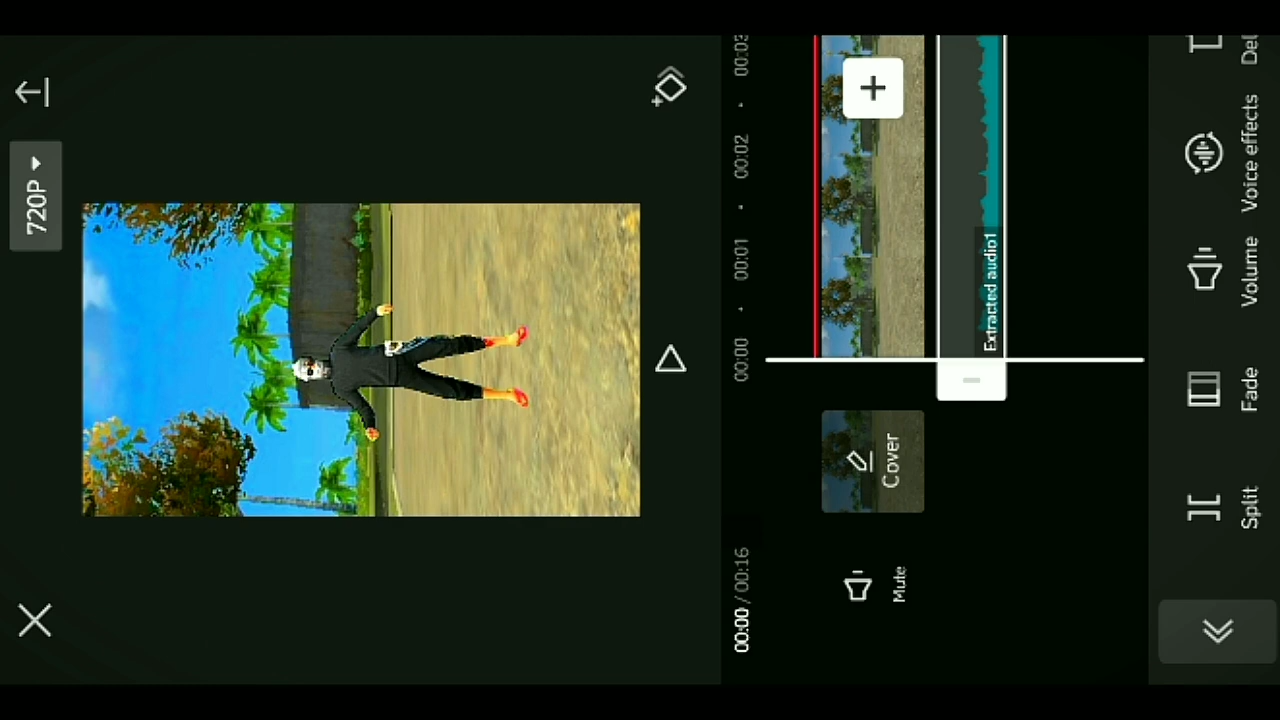 720P
00:00 / 00:16
00:00
00:01
00:02
00:03
Mute
Cover
Extracted audio1
Split
Fade
Volume
Voice effects